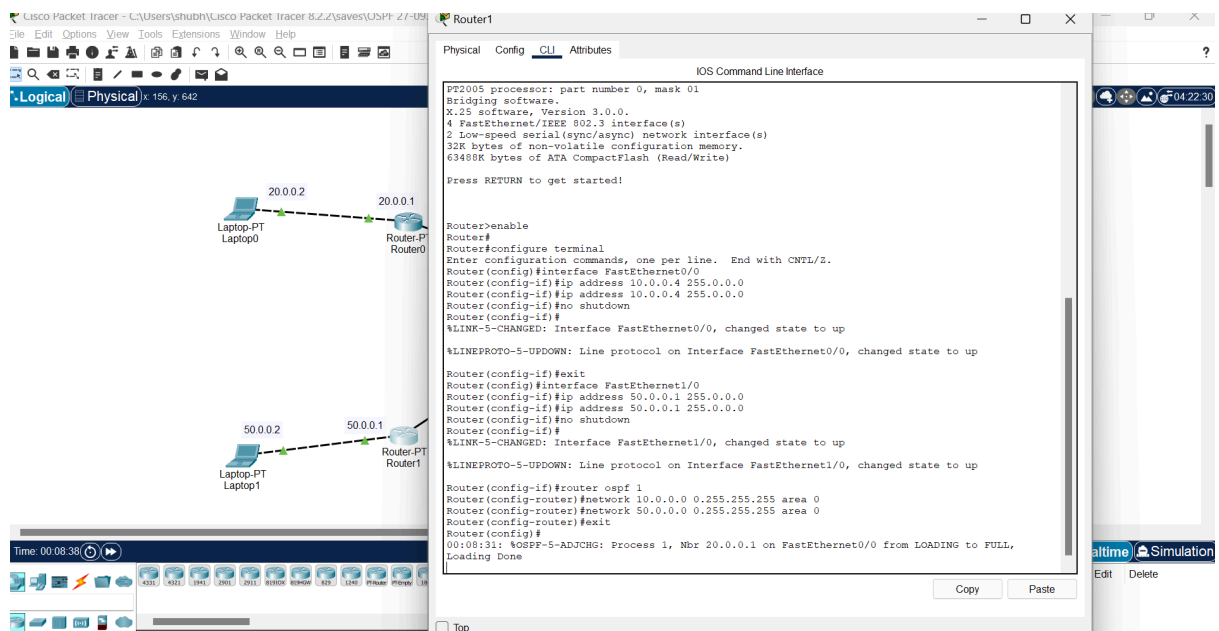 Cisco Packet Tracer - C:\Users\shubh\Cisco Packet Tracer 8.2.2\saves\OSPF 27-09
File Edit Options View Tools Extensions Window Help
Logical Physical x: 156, y: 642
04:22:30
?
20.0.0.2
20.0.0.1
Laptop-PT
Laptop0
Router-P
Router0
50.0.0.2
50.0.0.1
Laptop-PT
Laptop1
Router-PT
Router1
Time: 00:08:38
4331 4321 1941 2901 2911 819IOX 819HGW 829 1240 PT-Router PT-Empty
Router1
Physical Config CLI Attributes
IOS Command Line Interface
PT2005 processor: part number 0, mask 01
Bridging software.
X.25 software, Version 3.0.0.
4 FastEthernet/IEEE 802.3 interface(s)
2 Low-speed serial(sync/async) network interface(s)
32K bytes of non-volatile configuration memory.
63488K bytes of ATA CompactFlash (Read/Write)
Press RETURN to get started!
Router>enable
Router#
Router#configure terminal
Enter configuration commands, one per line. End with CNTL/Z.
Router(config)#interface FastEthernet0/0
Router(config-if)#ip address 10.0.0.4 255.0.0.0
Router(config-if)#ip address 10.0.0.4 255.0.0.0
Router(config-if)#no shutdown
Router(config-if)#
%LINK-5-CHANGED: Interface FastEthernet0/0, changed state to up
%LINEPROTO-5-UPDOWN: Line protocol on Interface FastEthernet0/0, changed state to up
Router(config-if)#exit
Router(config)#interface FastEthernet1/0
Router(config-if)#ip address 50.0.0.1 255.0.0.0
Router(config-if)#ip address 50.0.0.1 255.0.0.0
Router(config-if)#no shutdown
Router(config-if)#
%LINK-5-CHANGED: Interface FastEthernet1/0, changed state to up
%LINEPROTO-5-UPDOWN: Line protocol on Interface FastEthernet1/0, changed state to up
Router(config-if)#router ospf 1
Router(config-router)#network 10.0.0.0 0.255.255.255 area 0
Router(config-router)#network 50.0.0.0 0.255.255.255 area 0
Router(config-router)#exit
Router(config)#
00:08:31: %OSPF-5-ADJCHG: Process 1, Nbr 20.0.0.1 on FastEthernet0/0 from LOADING to FULL,
Loading Done
Copy Paste
Top
altime Simulation
Edit Delete